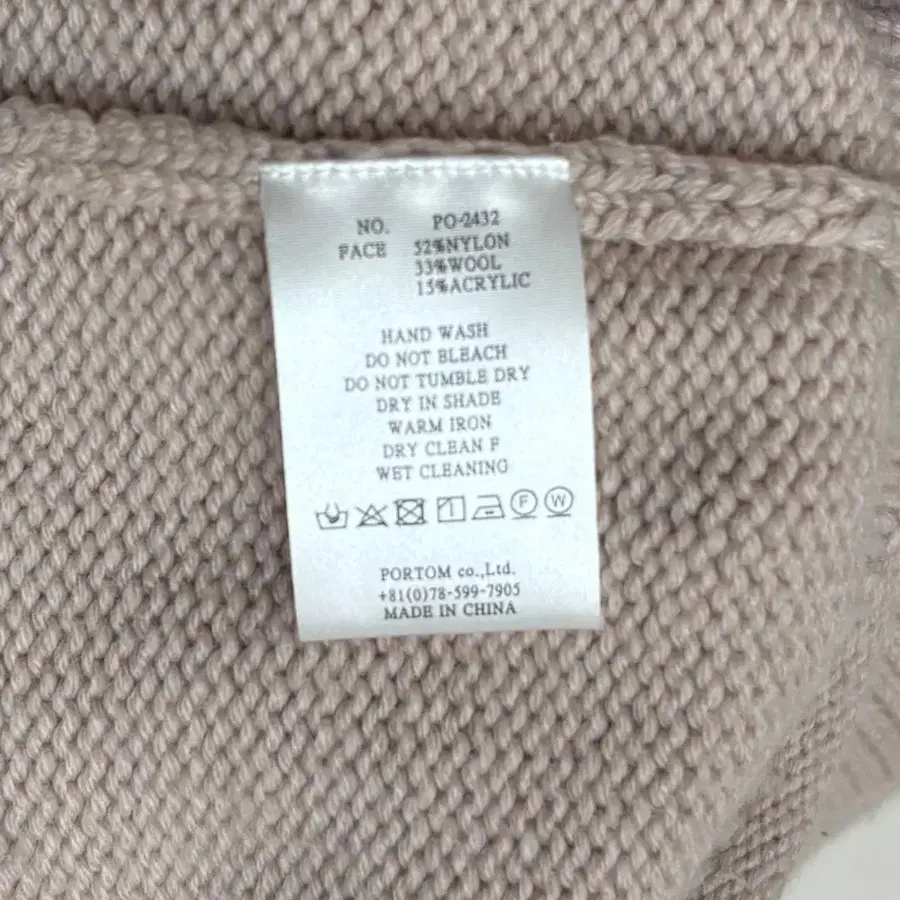 NO. PO-2432
FACE 52%NYLON
33%WOOL
15%ACRYLIC
HAND WASH
DO NOT BLEACH
DO NOT TUMBLE DRY
DRY IN SHADE
WARM IRON
DRY CLEAN F
WET CLEANING
F W
PORTOM co.,Ltd.
+81(0)78-599-7905
MADE IN CHINA